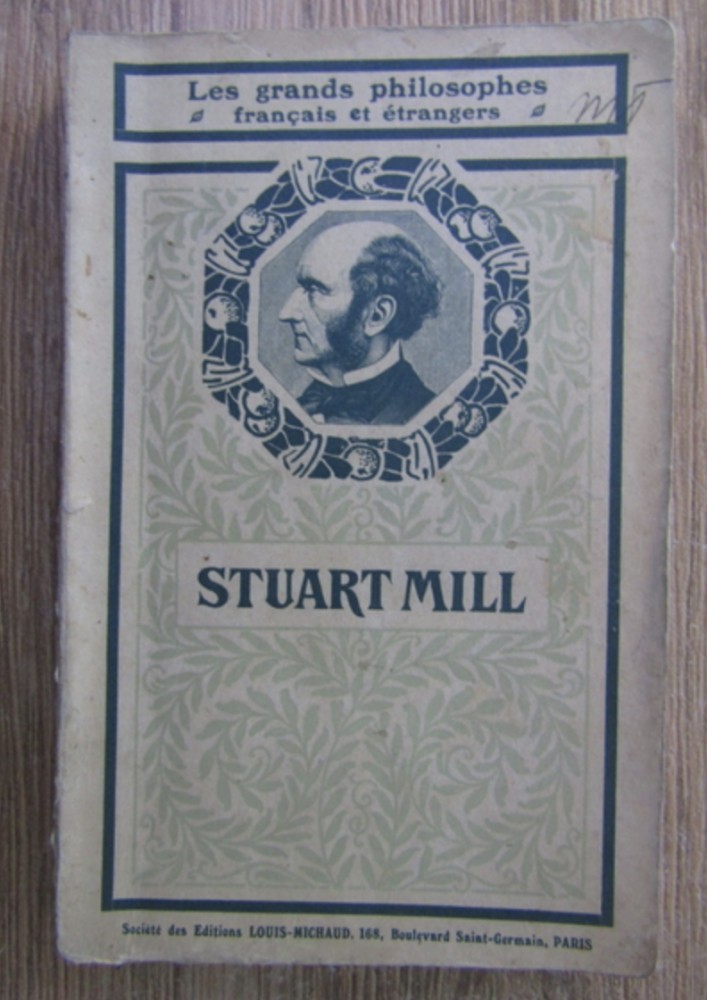 Les grands philosophes
français et étrangers
STUART MILL
Société des Editions LOUIS-MICHAUD. 168, Boulevard Saint-Germain, PARIS